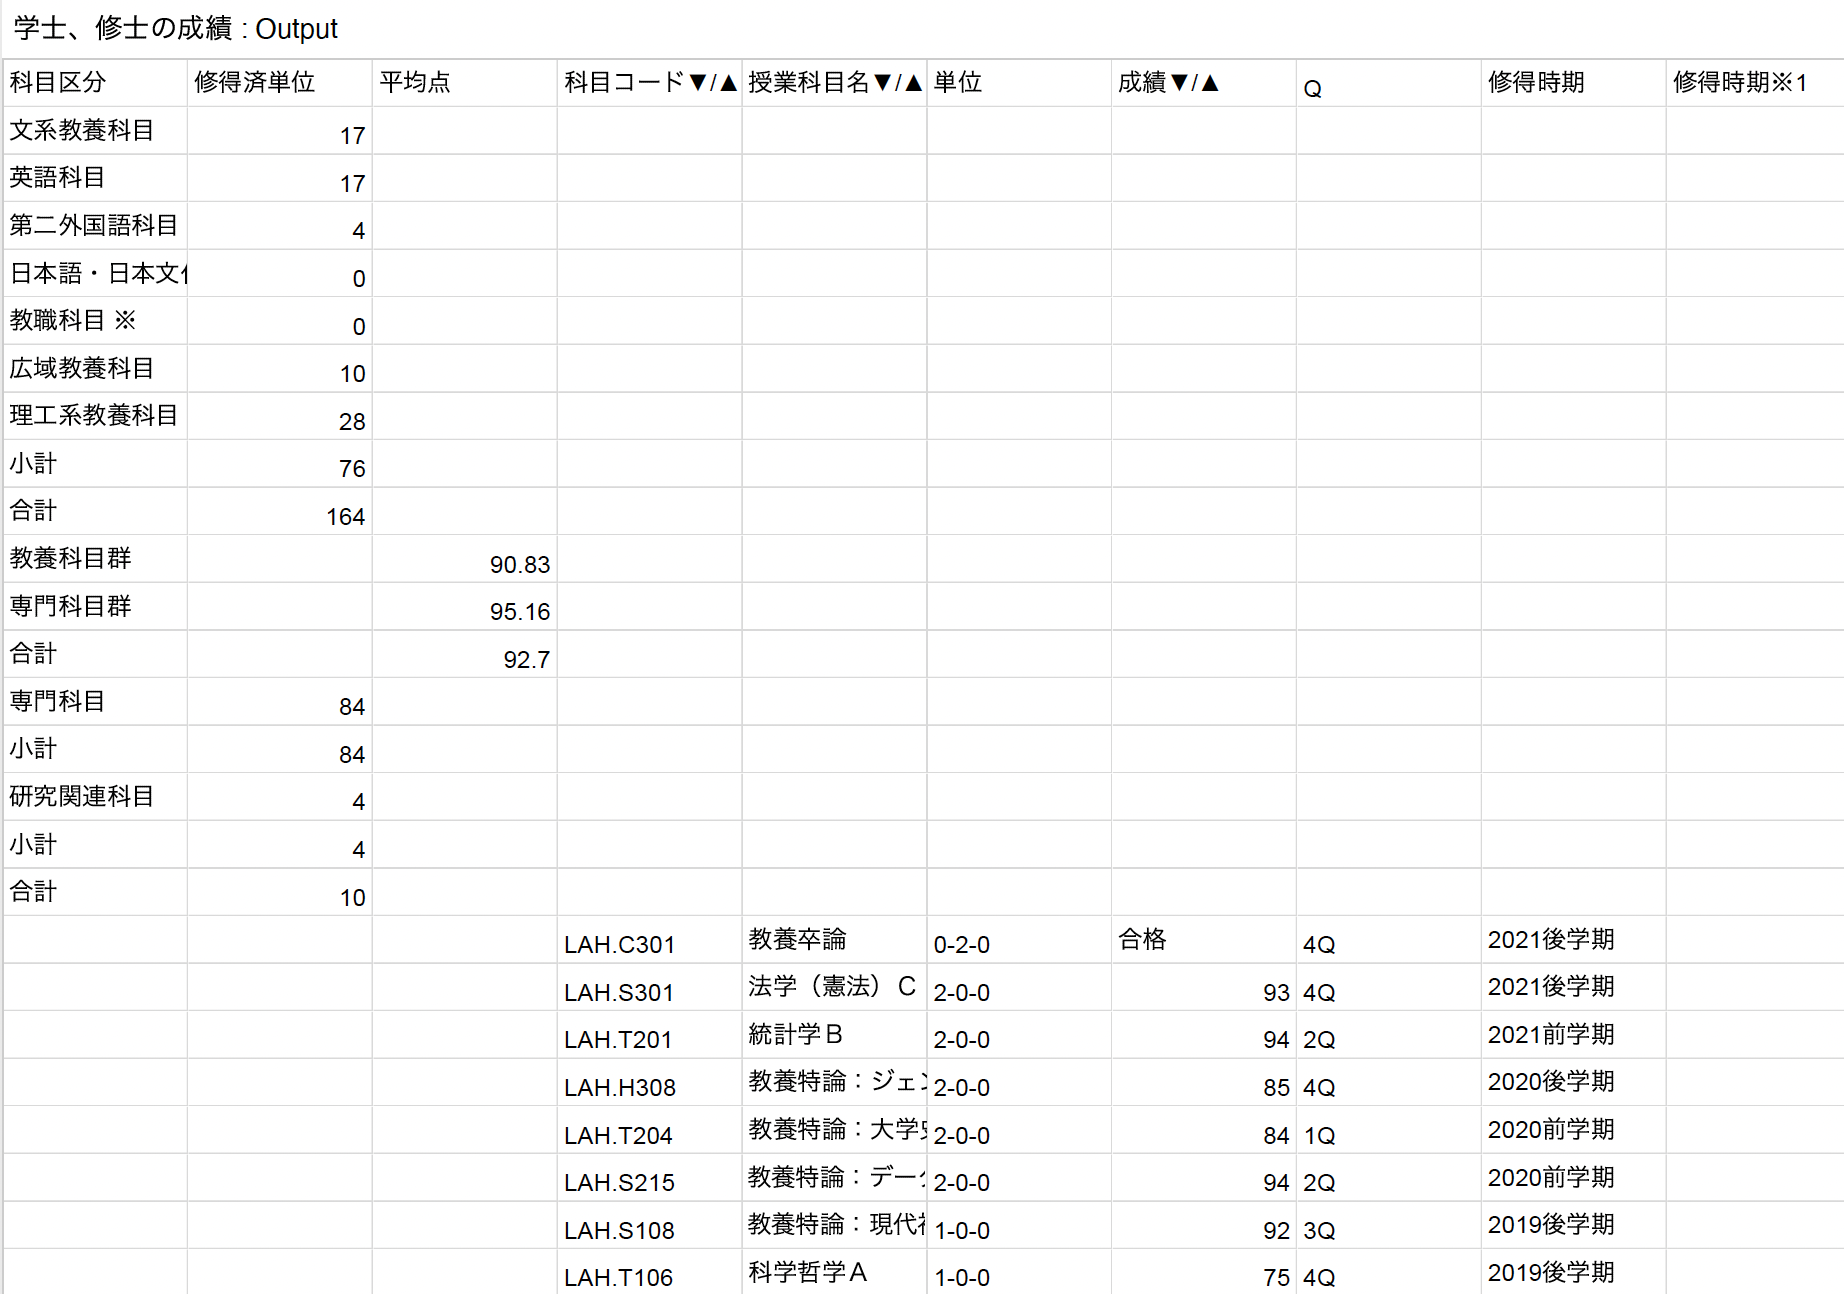 学士、修士の成績 : Output
科目区分 修得済単位 平均点 科目コード▼/▲ 授業科目名▼/▲ 単位 成績▼/▲ Q 修得時期 修得時期※1
文系教養科目 17
英語科目 17
第二外国語科目 4
日本語・日本文 0
教職科目 ※ 0
広域教養科目 10
理工系教養科目 28
小計 76
合計 164
教養科目群 90.83
専門科目群 95.16
合計 92.7
専門科目 84
小計 84
研究関連科目 4
小計 4
合計 10
LAH.C301 教養卒論 0-2-0 合格 4Q 2021後学期
LAH.S301 法学（憲法）Ｃ 2-0-0 93 4Q 2021後学期
LAH.T201 統計学Ｂ 2-0-0 94 2Q 2021前学期
LAH.H308 教養特論：ジェン 2-0-0 85 4Q 2020後学期
LAH.T204 教養特論：大学史 2-0-0 84 1Q 2020前学期
LAH.S215 教養特論：データ 2-0-0 94 2Q 2020前学期
LAH.S108 教養特論：現代 1-0-0 92 3Q 2019後学期
LAH.T106 科学哲学Ａ 1-0-0 75 4Q 2019後学期